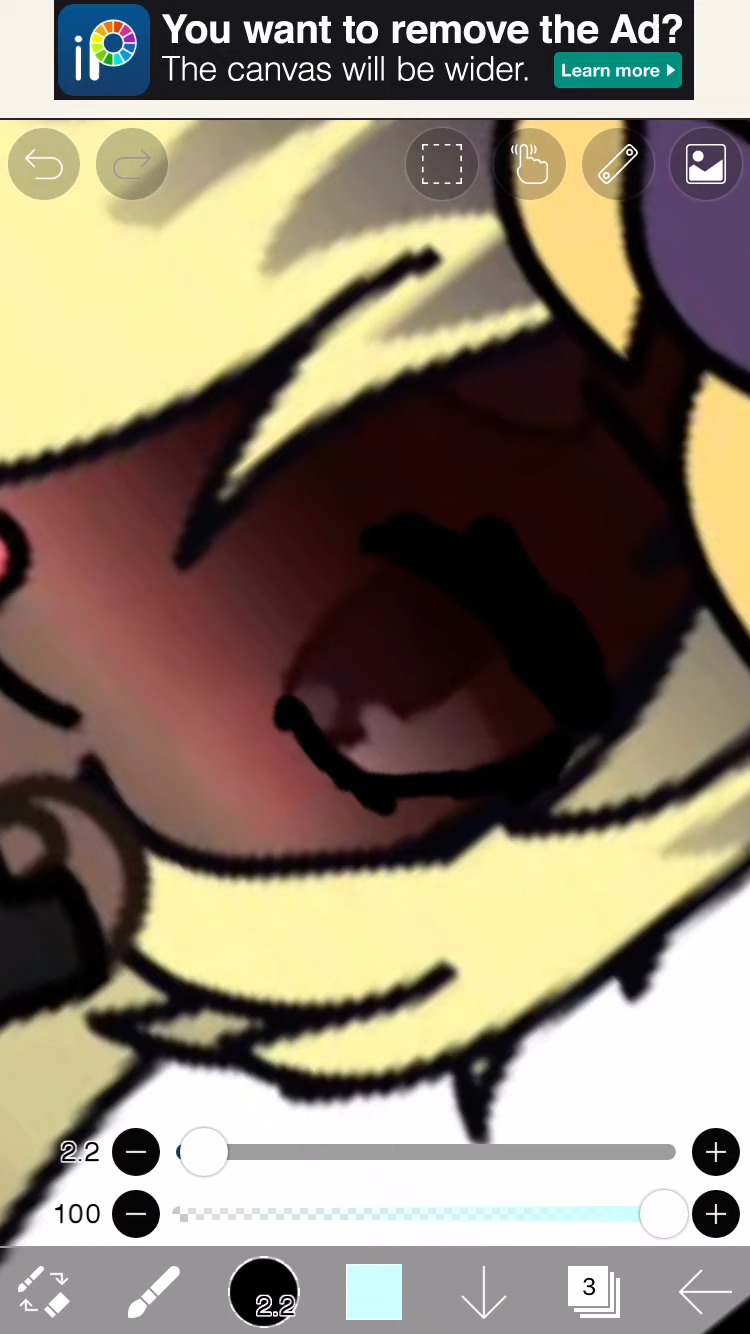 iP
You want to remove the Ad?
The canvas will be wider.
Learn more
2.2
100
2.2
3